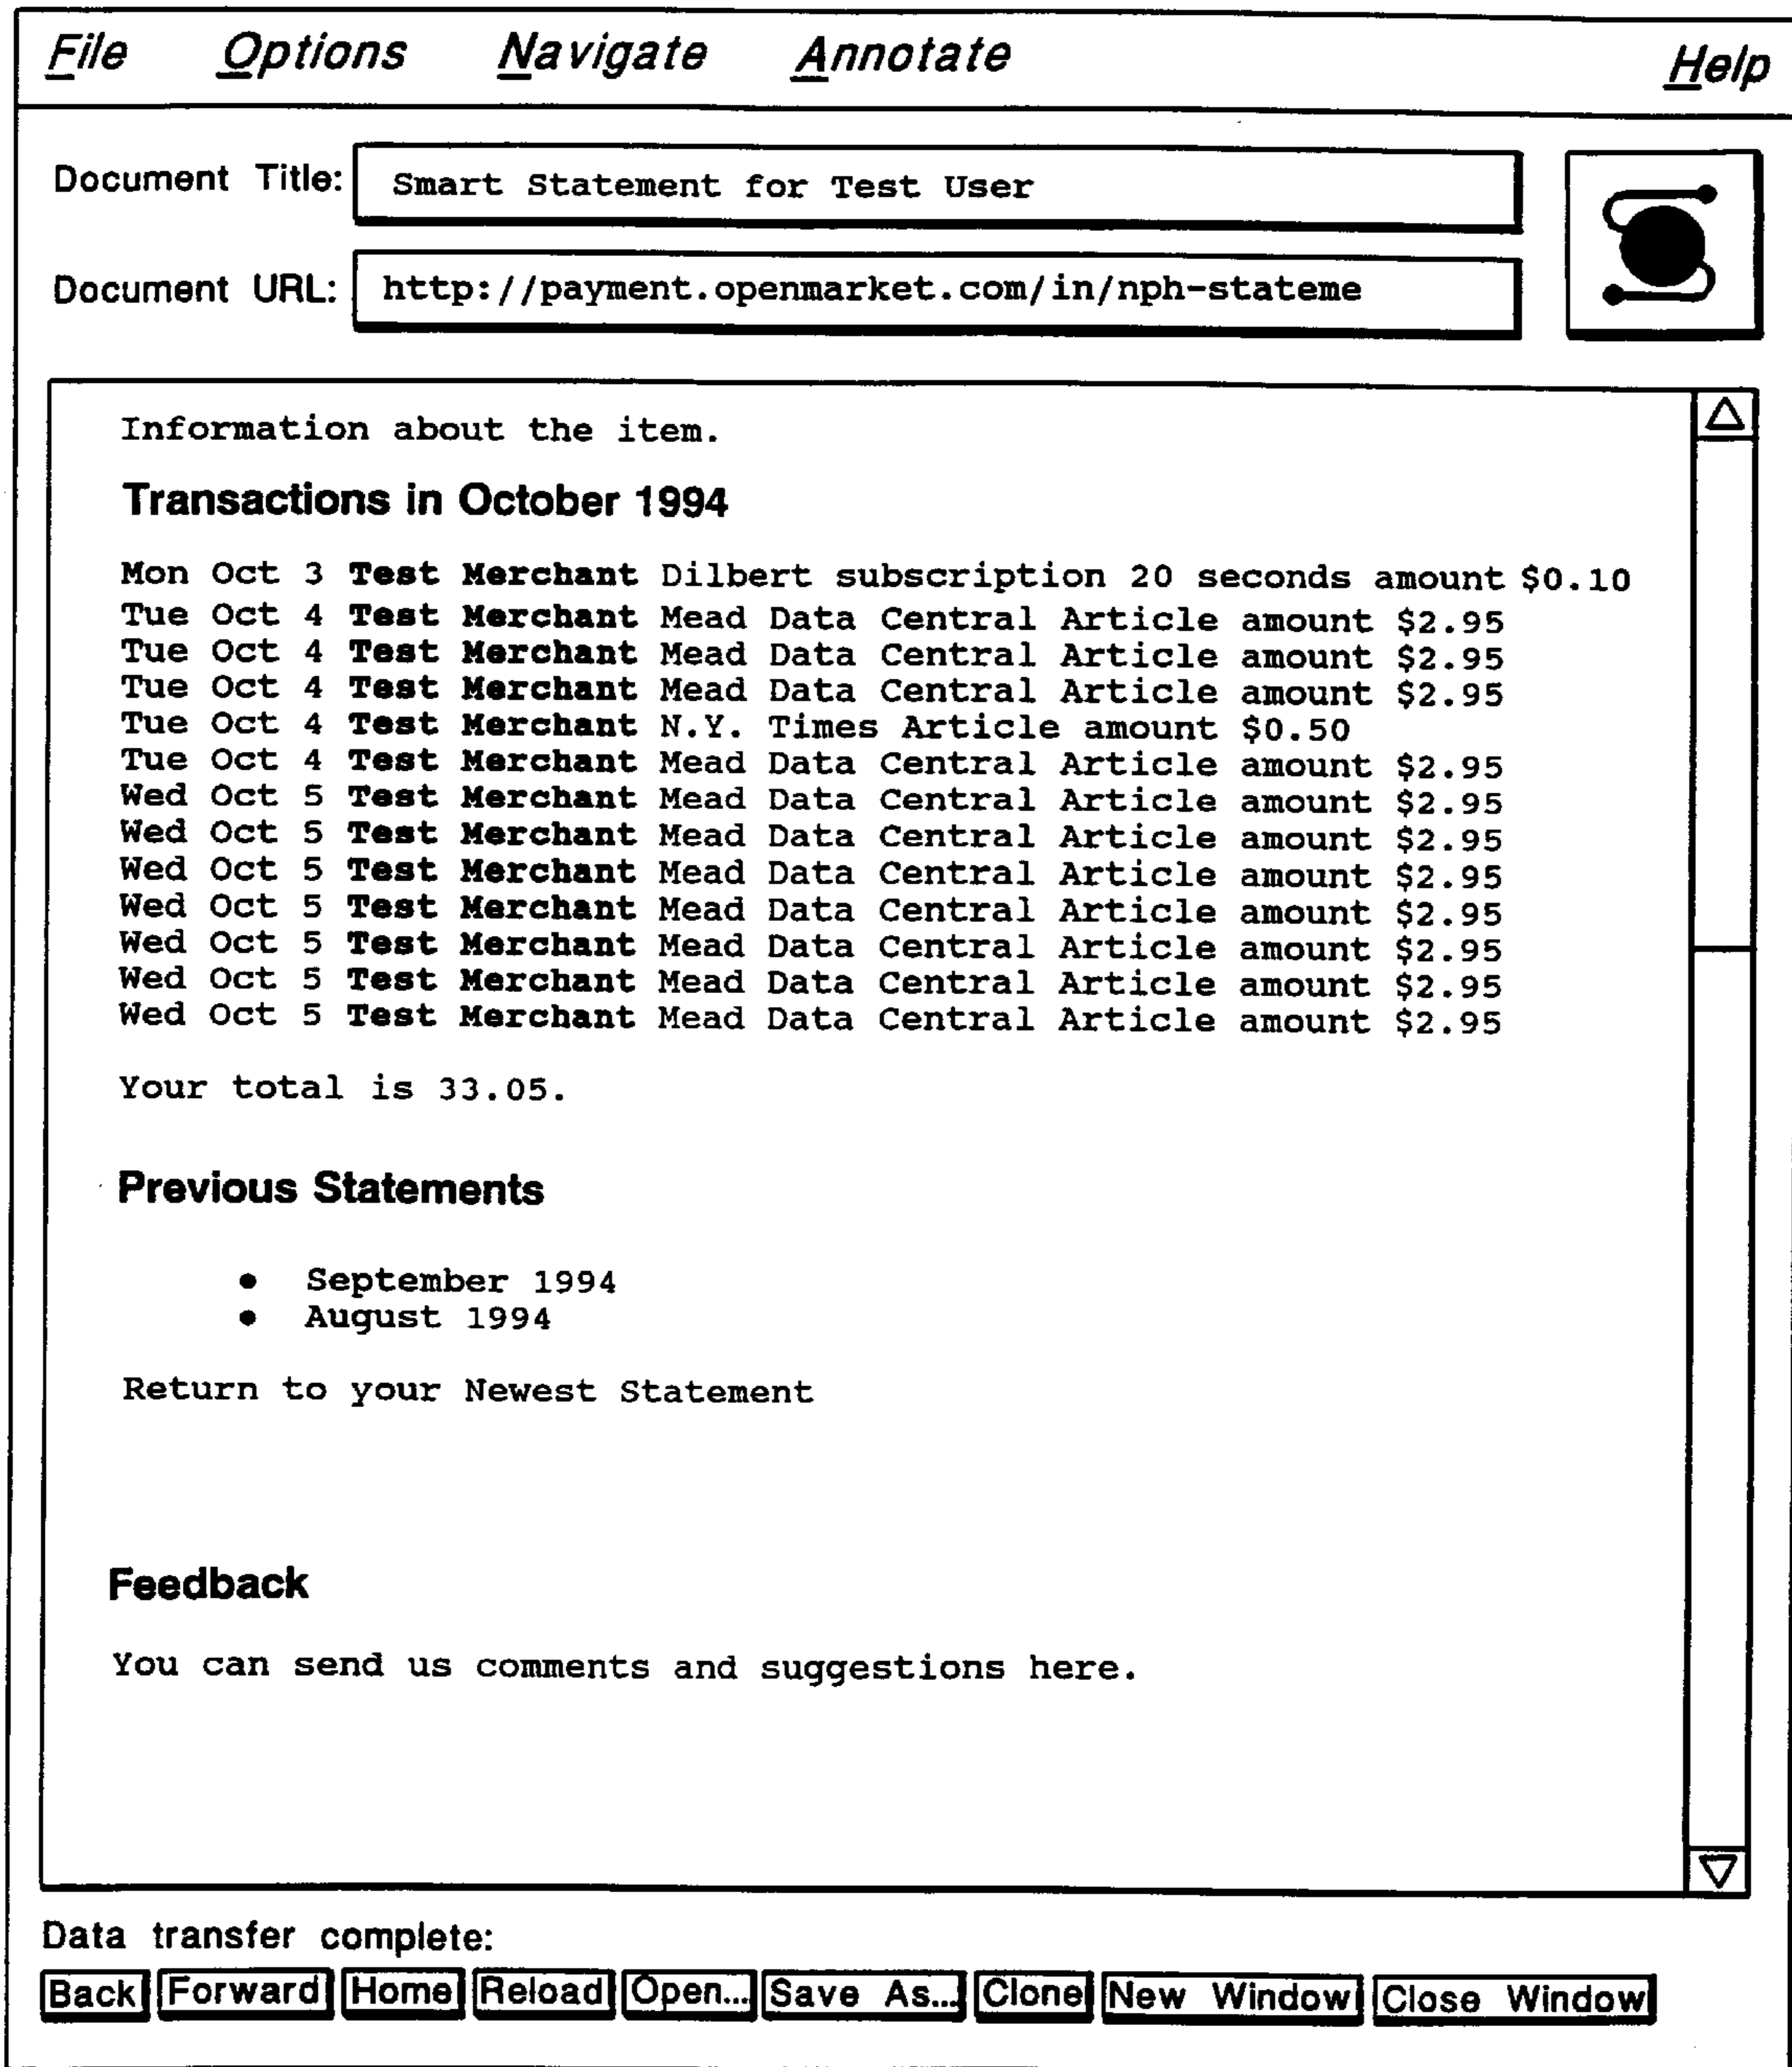 File Options Navigate Annotate Help
Document Title: Smart Statement for Test User
Document URL: http://payment.openmarket.com/in/nph-stateme
Information about the item.
Transactions in October 1994
Mon Oct 3 Test Merchant Dilbert subscription 20 seconds amount $0.10
Tue Oct 4 Test Merchant Mead Data Central Article amount $2.95
Tue Oct 4 Test Merchant Mead Data Central Article amount $2.95
Tue Oct 4 Test Merchant Mead Data Central Article amount $2.95
Tue Oct 4 Test Merchant N.Y. Times Article amount $0.50
Tue Oct 4 Test Merchant Mead Data Central Article amount $2.95
Wed Oct 5 Test Merchant Mead Data Central Article amount $2.95
Wed Oct 5 Test Merchant Mead Data Central Article amount $2.95
Wed Oct 5 Test Merchant Mead Data Central Article amount $2.95
Wed Oct 5 Test Merchant Mead Data Central Article amount $2.95
Wed Oct 5 Test Merchant Mead Data Central Article amount $2.95
Wed Oct 5 Test Merchant Mead Data Central Article amount $2.95
Wed Oct 5 Test Merchant Mead Data Central Article amount $2.95
Your total is 33.05.
Previous Statements
• September 1994
• August 1994
Return to your Newest Statement
Feedback
You can send us comments and suggestions here.
Data transfer complete:
Back Forward Home Reload Open... Save As... Clone New Window Close Window